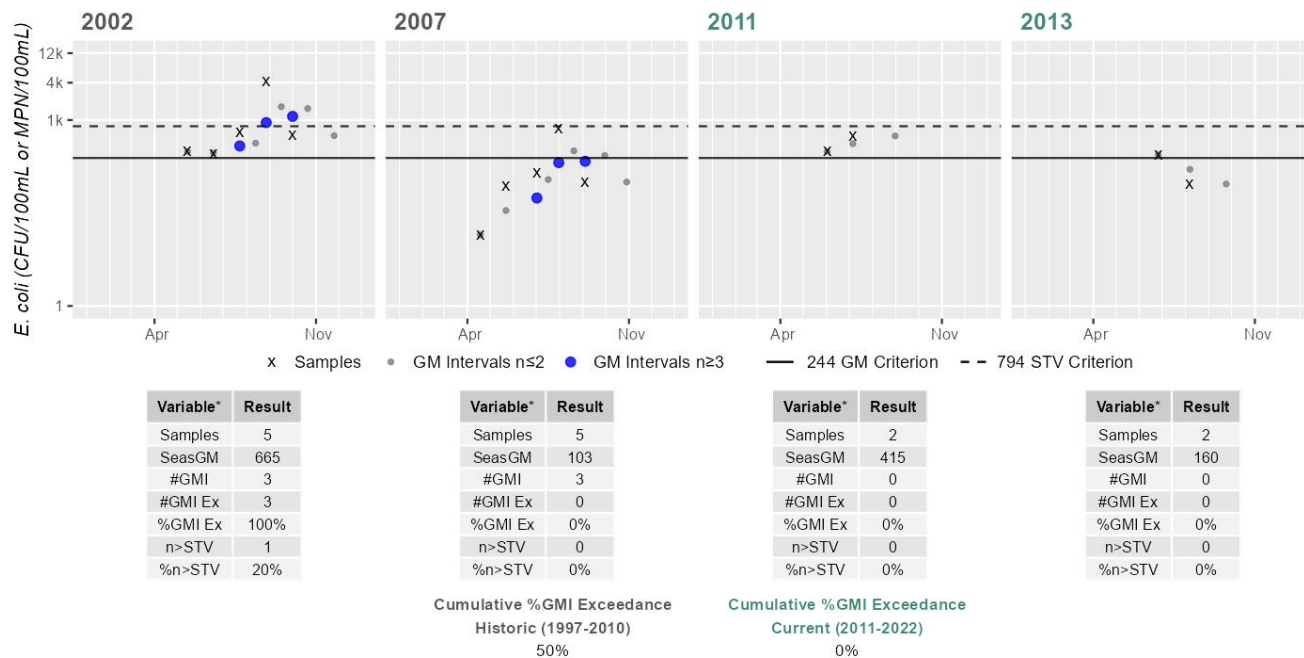 2002 2007 2011 2013
E. coli (CFU/100mL or MPN/100mL)
12k
4k
1k
1
Apr Nov Apr Nov Apr Nov Apr Nov
x Samples GM Intervals n≤2 GM Intervals n≥3 244 GM Criterion 794 STV Criterion
Variable* Result Variable* Result Variable* Result Variable* Result
Samples 5 Samples 5 Samples 2 Samples 2
SeasGM 665 SeasGM 103 SeasGM 415 SeasGM 160
#GMI 3 #GMI 3 #GMI 0 #GMI 0
#GMI Ex 3 #GMI Ex 0 #GMI Ex 0 #GMI Ex 0
%GMI Ex 100% %GMI Ex 0% %GMI Ex 0% %GMI Ex 0%
n>STV 1 n>STV 0 n>STV 0 n>STV 0
%n>STV 20% %n>STV 0% %n>STV 0% %n>STV 0%
Cumulative %GMI Exceedance Cumulative %GMI Exceedance
Historic (1997-2010) Current (2011-2022)
50% 0%